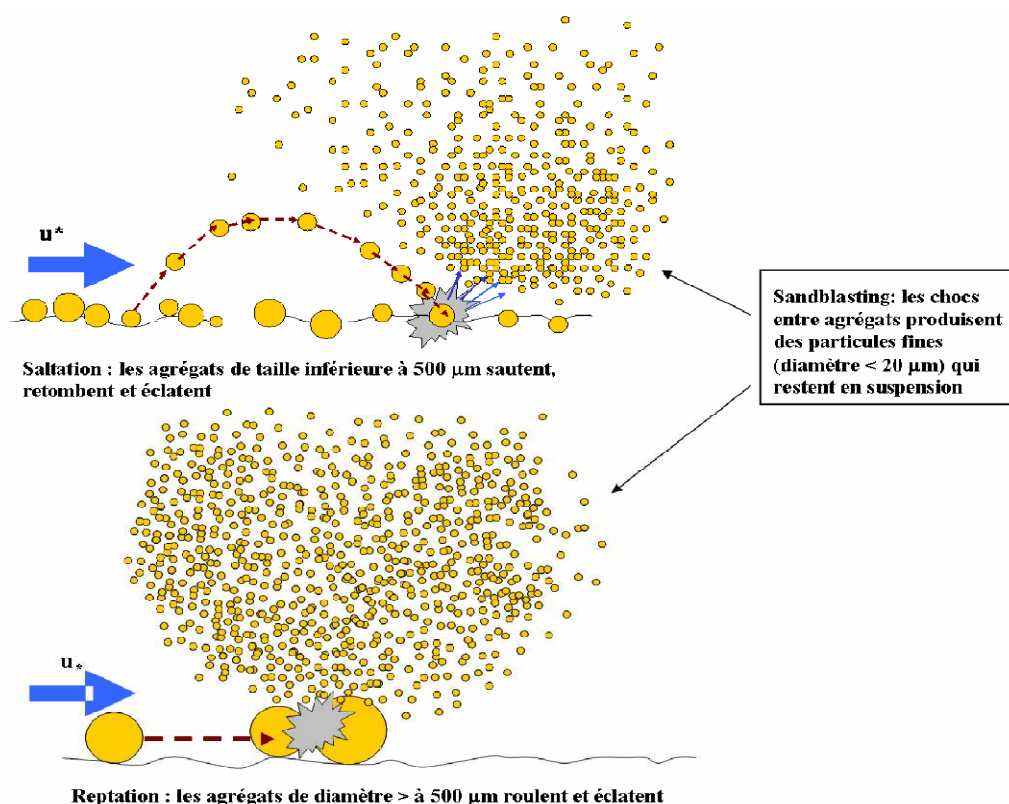 u*
Saltation : les agrégats de taille inférieure à 500 µm sautent,
retombent et éclatent
Sandblasting: les chocs
entre agrégats produisent
des particules fines
(diamètre < 20 µm) qui
restent en suspension
u*
Reptation : les agrégats de diamètre > à 500 µm roulent et éclatent